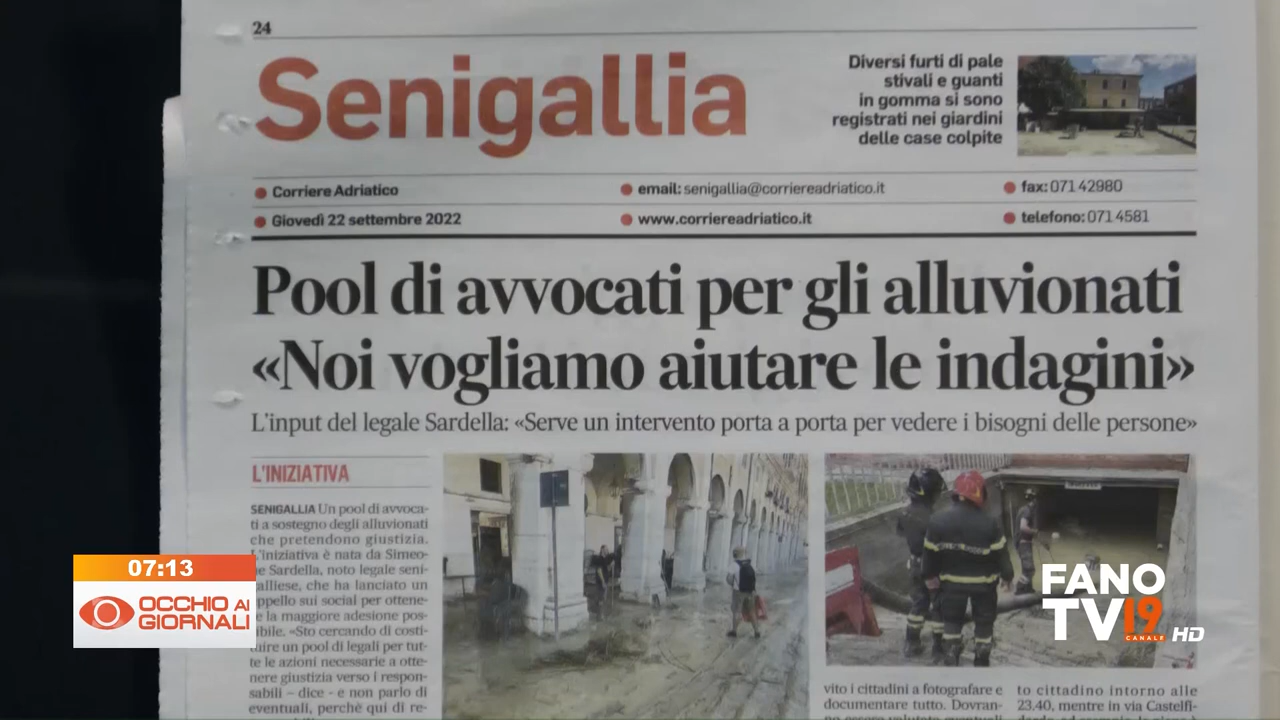 24
Senigallia
Diversi furti di pale
stivali e guanti
in gomma si sono
registrati nei giardini
delle case colpite
Corriere Adriatico
email: senigallia@corriereadriatico.it
fax: 071 42980
Giovedì 22 settembre 2022
www.corriereadriatico.it
telefono: 071 4581
Pool di avvocati per gli alluvionati
«Noi vogliamo aiutare le indagini»
L'input del legale Sardella: «Serve un intervento porta a porta per vedere i bisogni delle persone»
L'INIZIATIVA
SENIGALLIA Un pool di avvoca-
ti a sostegno degli alluvionati
che pretendono giustizia.
L'iniziativa è nata da Simeo-
ne Sardella, noto legale seni-
galliese, che ha lanciato un
appello sui social per ottene-
re la maggiore adesione pos-
sibile. «Sto cercando di costi-
tuire un pool di legali per tut-
te le azioni necessarie a otte-
nere giustizia verso i respon-
sabili – dice - e non parlo di
eventuali, perchè qui di re-
vito i cittadini a fotografare e
documentare tutto. Dovran-
to cittadino intorno alle
23.40, mentre in via Castelfi-
07:13
OCCHIO AI
GIORNALI
FANO
TV19
CANALE
HD